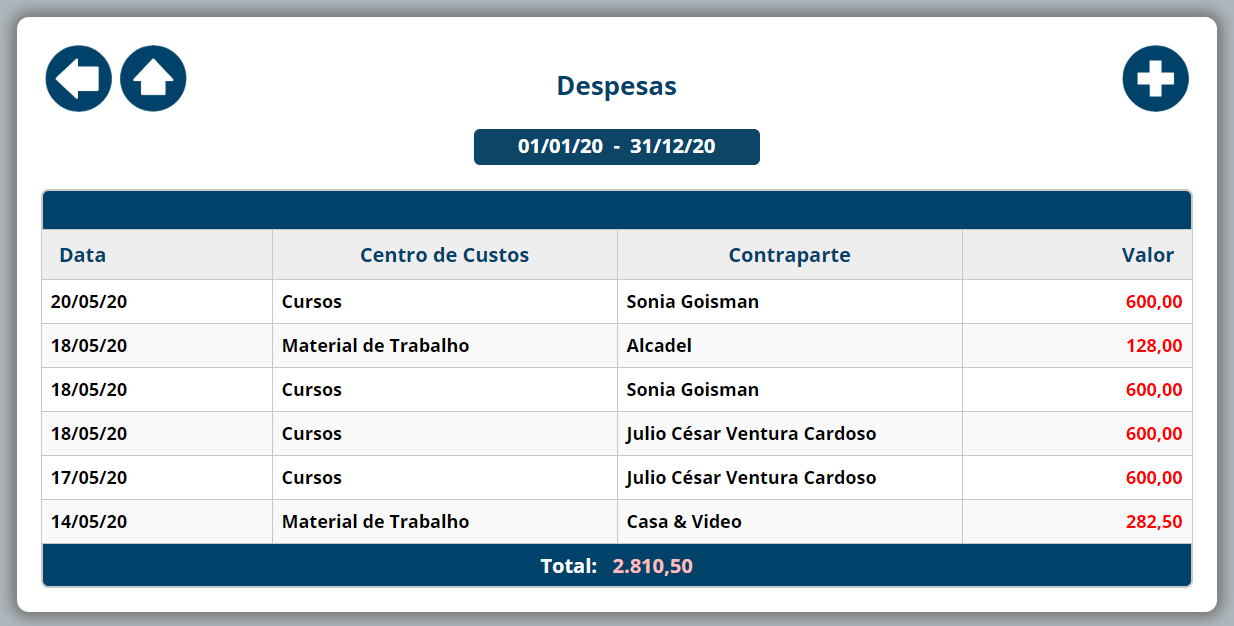 Despesas
01/01/20 - 31/12/20
Data Centro de Custos Contraparte Valor
20/05/20 Cursos Sonia Goisman 600,00
18/05/20 Material de Trabalho Alcadel 128,00
18/05/20 Cursos Sonia Goisman 600,00
18/05/20 Cursos Julio César Ventura Cardoso 600,00
17/05/20 Cursos Julio César Ventura Cardoso 600,00
14/05/20 Material de Trabalho Casa & Video 282,50
Total: 2.810,50